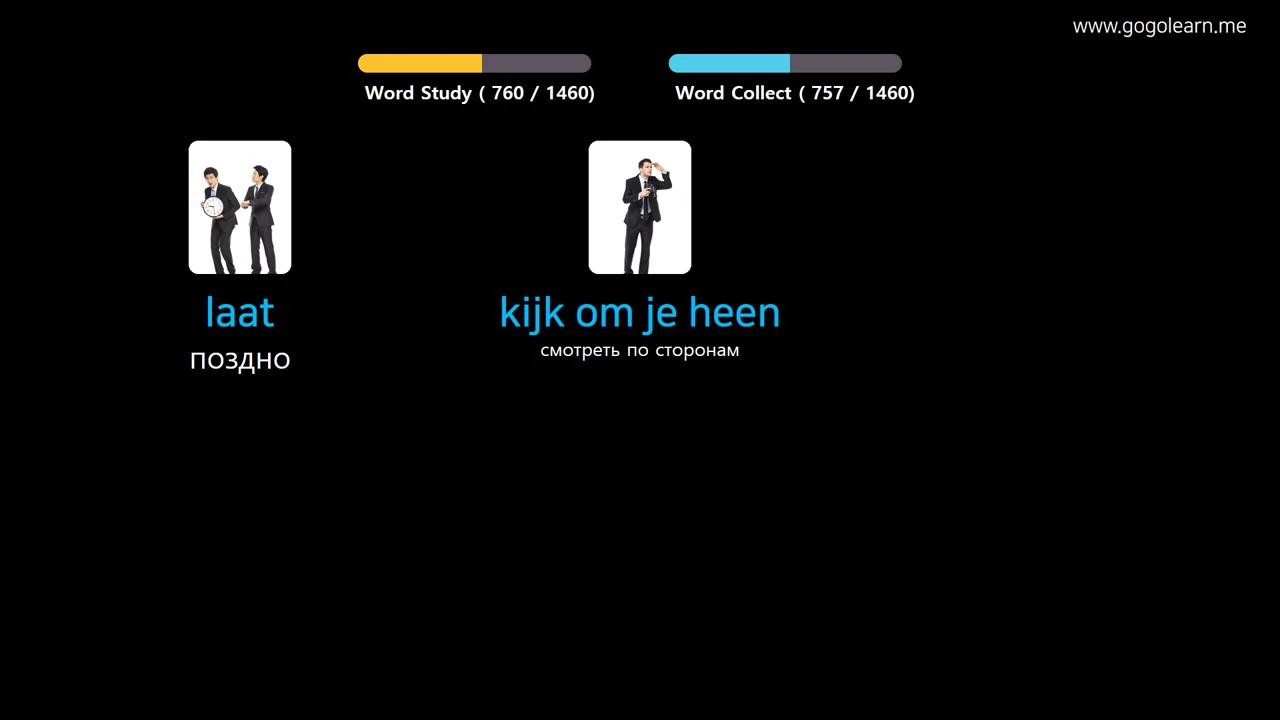 www.gogolearn.me
Word Study ( 760 / 1460)
Word Collect ( 757 / 1460)
laat
поздно
kijk om je heen
смотреть по сторонам